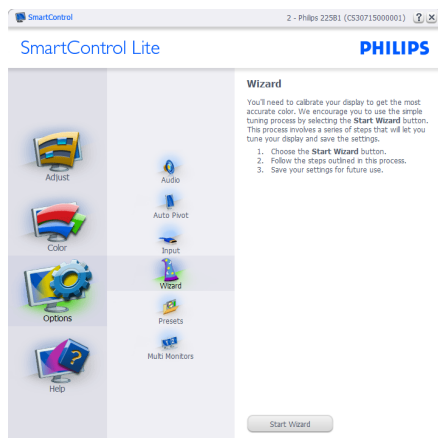 SmartControl
2 - Philips 225B1 (CS30715000001)
SmartControl Lite
PHILIPS
Adjust
Color
Options
Help
Audio
Auto Pivot
Input
Wizard
Presets
Multi Monitors
Wizard
You'll need to calibrate your display to get the most
accurate color. We encourage you to use the simple
tuning process by selecting the Start Wizard button.
This process involves a series of steps that will let you
tune your display and save the settings.
1. Choose the Start Wizard button.
2. Follow the steps outlined in this process.
3. Save your settings for future use.
Start Wizard